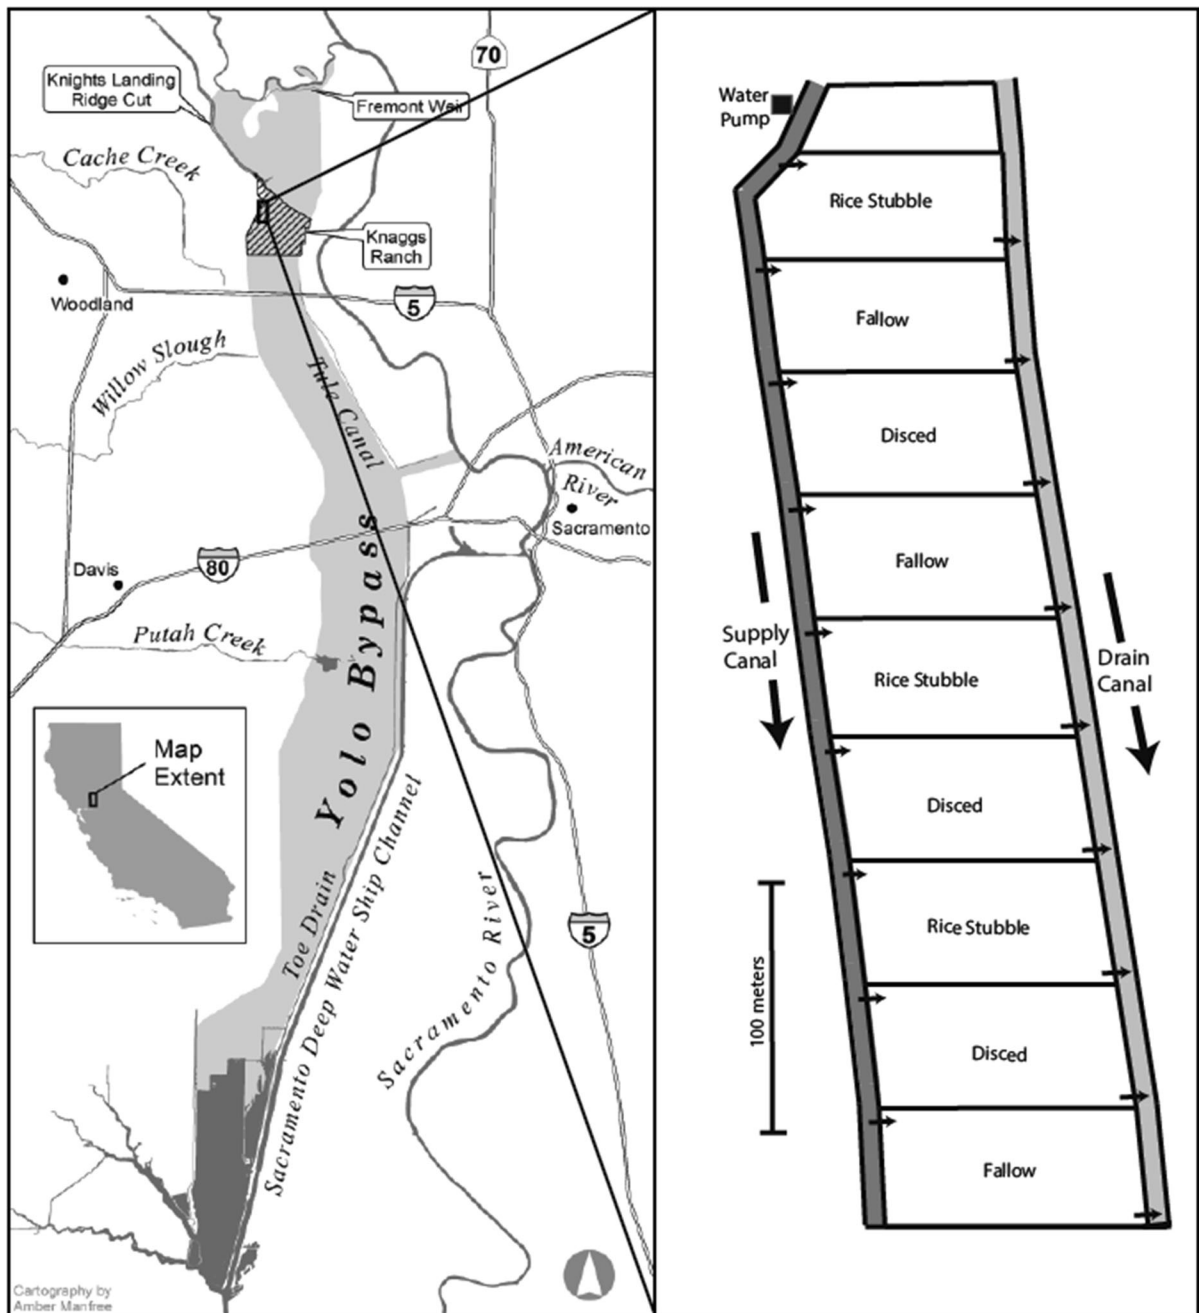 70
Knights Landing
Ridge Cut
Fremont Weir
Cache Creek
Knaggs
Ranch
Woodland
5
Willow Slough
Tule Canal
American
River
Sacramento
80
Davis
Putah Creek
Yolo Bypass
Map
Extent
Toe Drain
Sacramento Deep Water Ship Channel
Sacramento River
5
Cartography by
Amber Manfree
Water
Pump
Rice Stubble
Fallow
Disced
Fallow
Supply
Canal
Rice Stubble
Drain
Canal
Disced
Rice Stubble
100 meters
Disced
Fallow